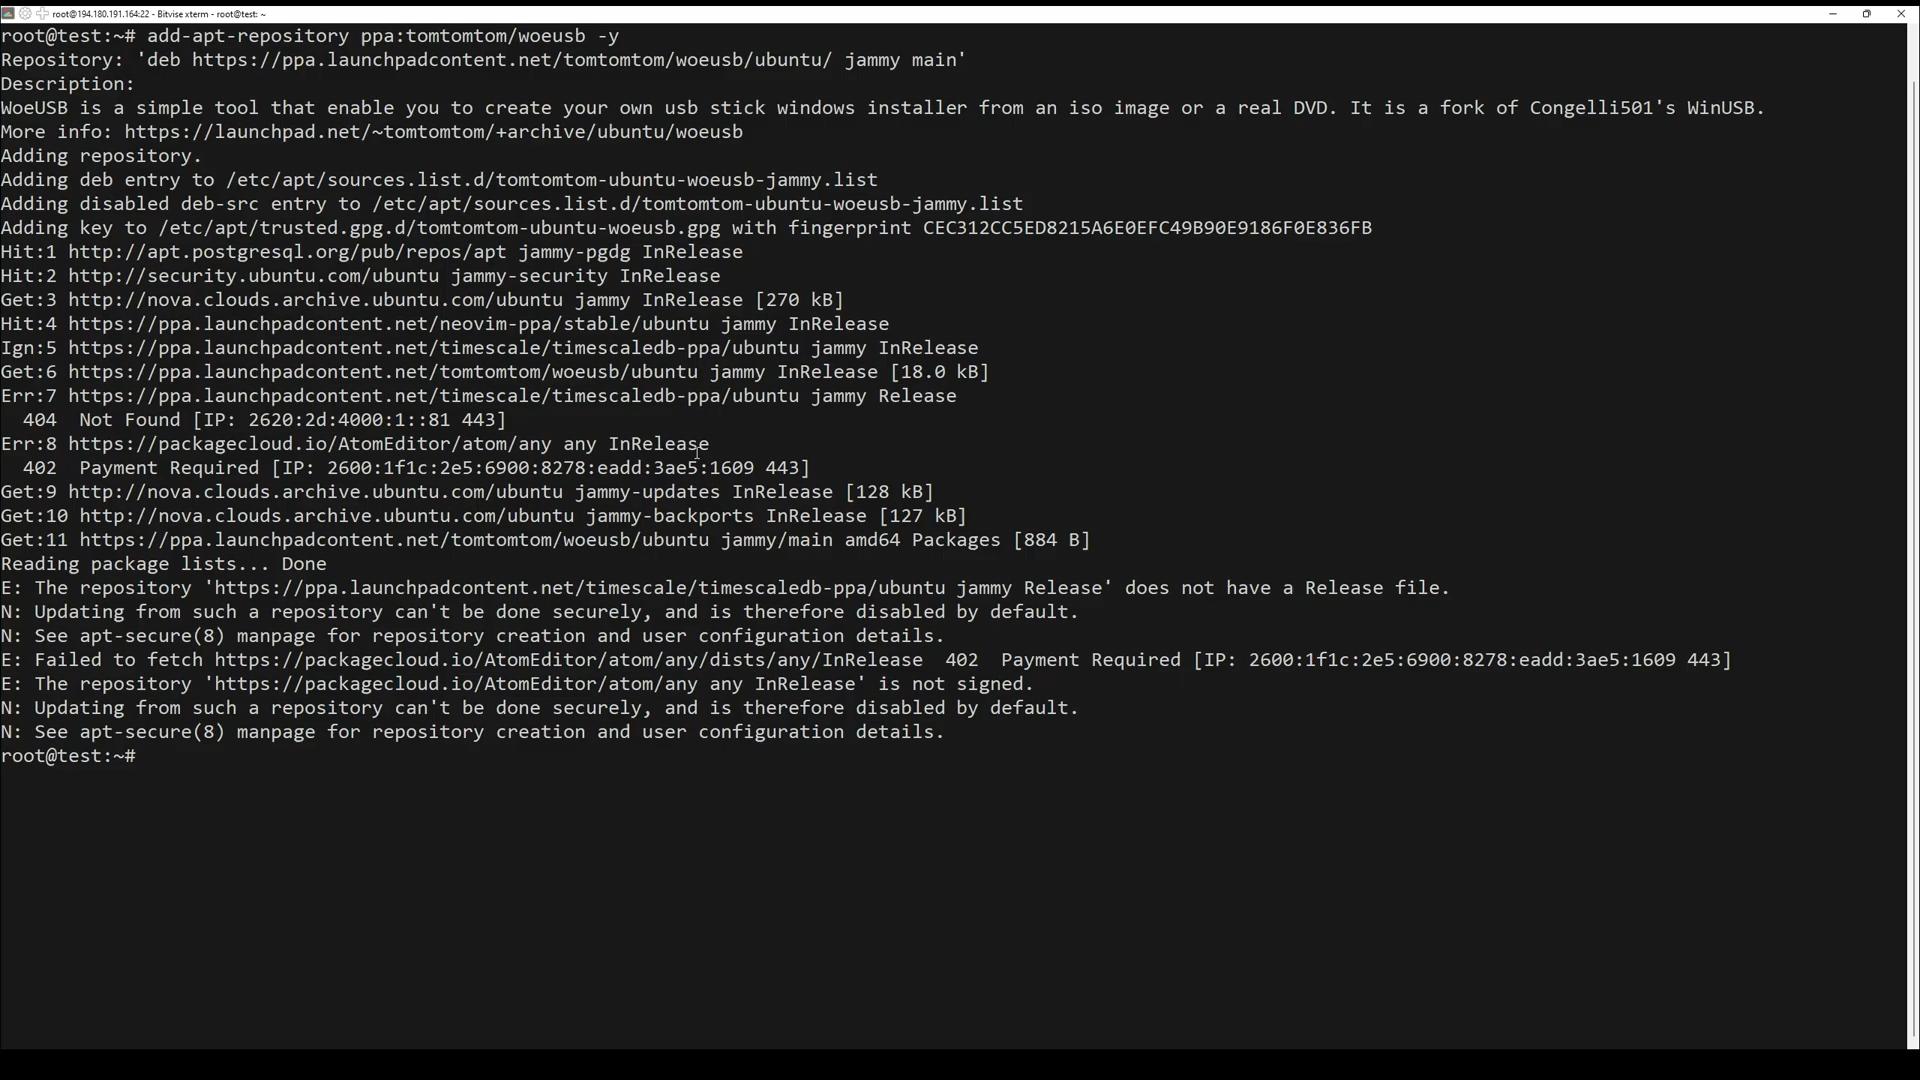 root@194.180.191.164:22 - Bitvise xterm - root@test: ~
root@test:~# add-apt-repository ppa:tomtomtom/woeusb -y
Repository: 'deb https://ppa.launchpadcontent.net/tomtomtom/woeusb/ubuntu/ jammy main'
Description:
WoeUSB is a simple tool that enable you to create your own usb stick windows installer from an iso image or a real DVD. It is a fork of Congelli501's WinUSB.
More info: https://launchpad.net/~tomtomtom/+archive/ubuntu/woeusb
Adding repository.
Adding deb entry to /etc/apt/sources.list.d/tomtomtom-ubuntu-woeusb-jammy.list
Adding disabled deb-src entry to /etc/apt/sources.list.d/tomtomtom-ubuntu-woeusb-jammy.list
Adding key to /etc/apt/trusted.gpg.d/tomtomtom-ubuntu-woeusb.gpg with fingerprint CEC312CC5ED8215A6E0EFC49B90E9186F0E836FB
Hit:1 http://apt.postgresql.org/pub/repos/apt jammy-pgdg InRelease
Hit:2 http://security.ubuntu.com/ubuntu jammy-security InRelease
Get:3 http://nova.clouds.archive.ubuntu.com/ubuntu jammy InRelease [270 kB]
Hit:4 https://ppa.launchpadcontent.net/neovim-ppa/stable/ubuntu jammy InRelease
Ign:5 https://ppa.launchpadcontent.net/timescale/timescaledb-ppa/ubuntu jammy InRelease
Get:6 https://ppa.launchpadcontent.net/tomtomtom/woeusb/ubuntu jammy InRelease [18.0 kB]
Err:7 https://ppa.launchpadcontent.net/timescale/timescaledb-ppa/ubuntu jammy Release
  404  Not Found [IP: 2620:2d:4000:1::81 443]
Err:8 https://packagecloud.io/AtomEditor/atom/any any InRelease
  402  Payment Required [IP: 2600:1f1c:2e5:6900:8278:eadd:3ae5:1609 443]
Get:9 http://nova.clouds.archive.ubuntu.com/ubuntu jammy-updates InRelease [128 kB]
Get:10 http://nova.clouds.archive.ubuntu.com/ubuntu jammy-backports InRelease [127 kB]
Get:11 https://ppa.launchpadcontent.net/tomtomtom/woeusb/ubuntu jammy/main amd64 Packages [884 B]
Reading package lists... Done
E: The repository 'https://ppa.launchpadcontent.net/timescale/timescaledb-ppa/ubuntu jammy Release' does not have a Release file.
N: Updating from such a repository can't be done securely, and is therefore disabled by default.
N: See apt-secure(8) manpage for repository creation and user configuration details.
E: Failed to fetch https://packagecloud.io/AtomEditor/atom/any/dists/any/InRelease  402  Payment Required [IP: 2600:1f1c:2e5:6900:8278:eadd:3ae5:1609 443]
E: The repository 'https://packagecloud.io/AtomEditor/atom/any any InRelease' is not signed.
N: Updating from such a repository can't be done securely, and is therefore disabled by default.
N: See apt-secure(8) manpage for repository creation and user configuration details.
root@test:~#